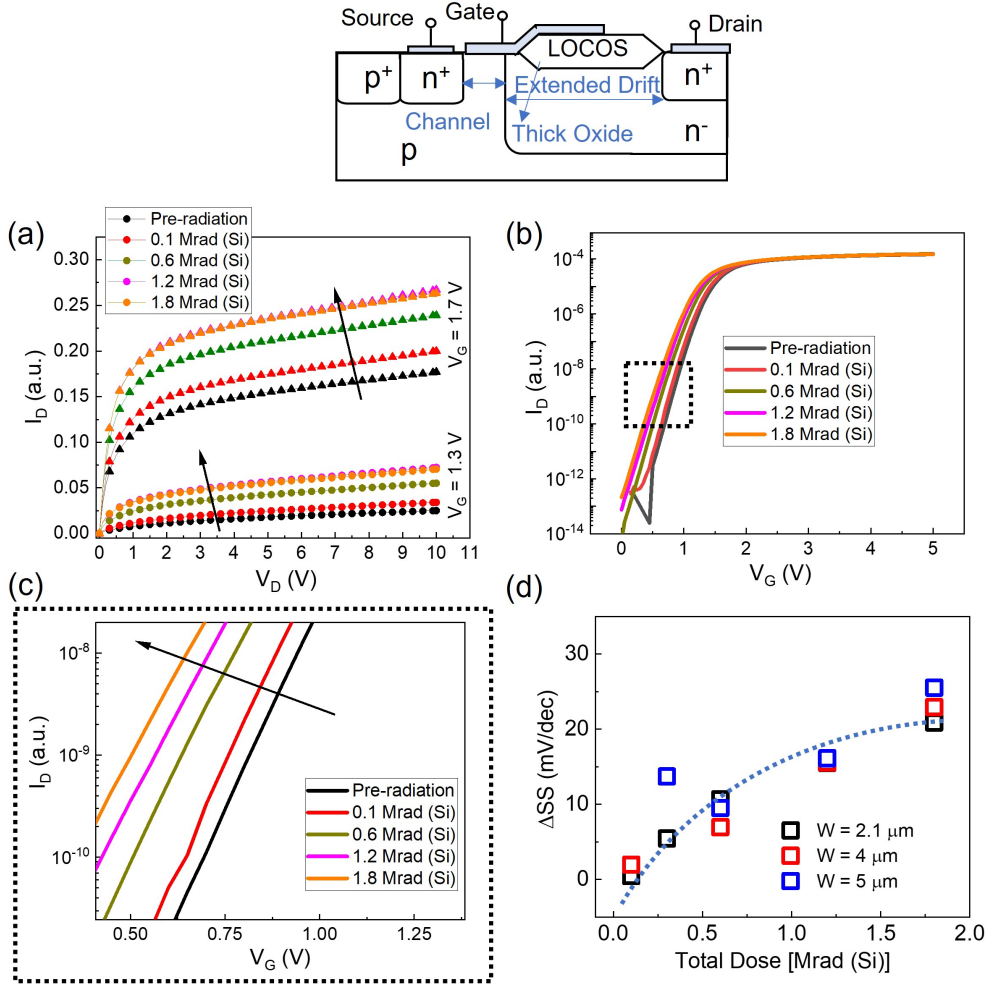 Source
Gate
Drain
LOCOS
p+
n+
n+
Extended Drift
Channel
Thick Oxide
n-
p
(a)
Pre-radiation
0.1 Mrad (Si)
0.6 Mrad (Si)
1.2 Mrad (Si)
1.8 Mrad (Si)
0.30
0.25
0.20
0.15
0.10
0.05
0.00
I_D (a.u.)
V_G = 1.7 V
V_G = 1.3 V
0 1 2 3 4 5 6 7 8 9 10 11
V_D (V)
(b)
10^-4
10^-6
10^-8
10^-10
10^-12
10^-14
I_D (a.u.)
Pre-radiation
0.1 Mrad (Si)
0.6 Mrad (Si)
1.2 Mrad (Si)
1.8 Mrad (Si)
0 1 2 3 4 5
V_G (V)
(c)
10^-8
10^-9
10^-10
I_D (a.u.)
Pre-radiation
0.1 Mrad (Si)
0.6 Mrad (Si)
1.2 Mrad (Si)
1.8 Mrad (Si)
0.50 0.75 1.00 1.25
V_G (V)
(d)
30
20
10
0
ΔSS (mV/dec)
W = 2.1 μm
W = 4 μm
W = 5 μm
0.0 0.5 1.0 1.5 2.0
Total Dose [Mrad (Si)]